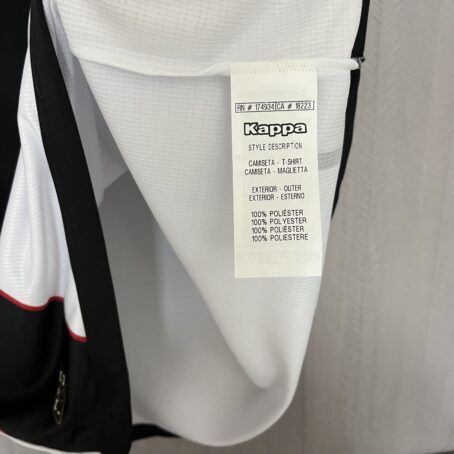 RN # 174934 CA # 18223
Kappa
STYLE DESCRIPTION
CAMISETA - T-SHIRT
CAMISETA - MAGLIETTA
EXTERIOR - OUTER
EXTERIOR - ESTERNO
100% POLIÉSTER
100% POLYESTER
100% POLIÉSTER
100% POLIESTERE